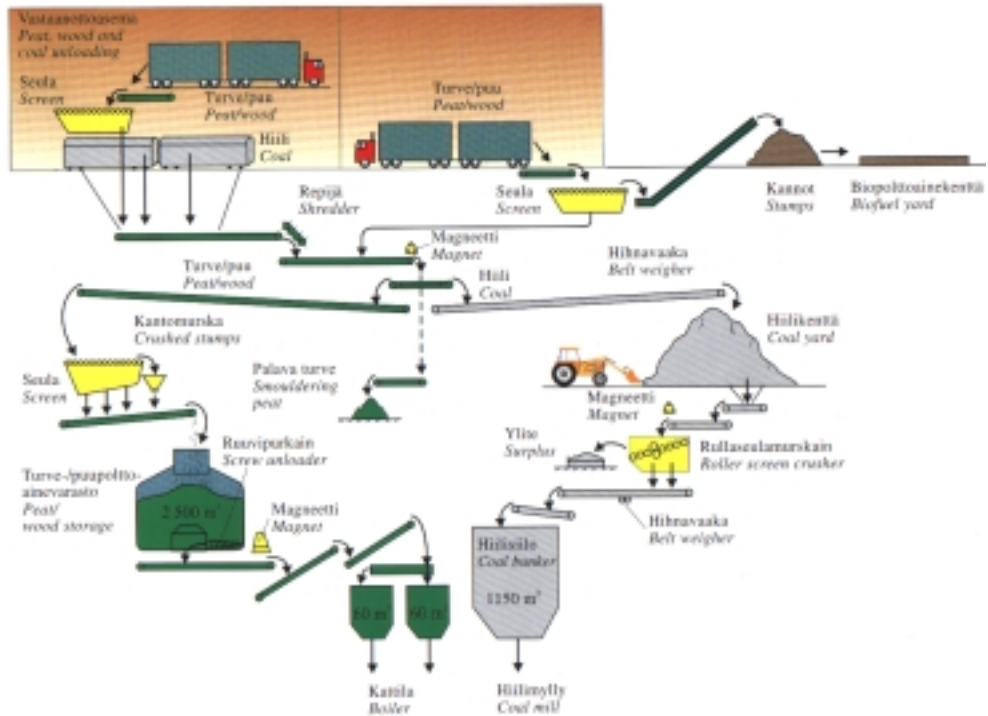 Vastaanottoasema
Peat, wood and
coal unloading
Seula
Screen
Turve/puu
Peat/wood
Hiili
Coal
Turve/puu
Peat/wood
Seula
Screen
Kannot
Stumps
Biopolttoainekenttä
Biofuel yard
Repijä
Shredder
Magneetti
Magnet
Turve/puu
Peat/wood
Hiili
Coal
Hihnavaaka
Belt weigher
Kantomurska
Crushed stumps
Hiilikenttä
Coal yard
Seula
Screen
Palava turve
Smouldering
peat
Magneetti
Magnet
Ylite
Surplus
Rullaseulamurskain
Roller screen crusher
Ruuvipurkain
Screw unloader
Turve-/puupoltto-
ainevarasto
Peat/
wood storage
2 500 m³
Magneetti
Magnet
Hihnavaaka
Belt weigher
Hiilisiilo
Coal bunker
1150 m³
60 m³
60 m³
Kattila
Boiler
Hiilimylly
Coal mill